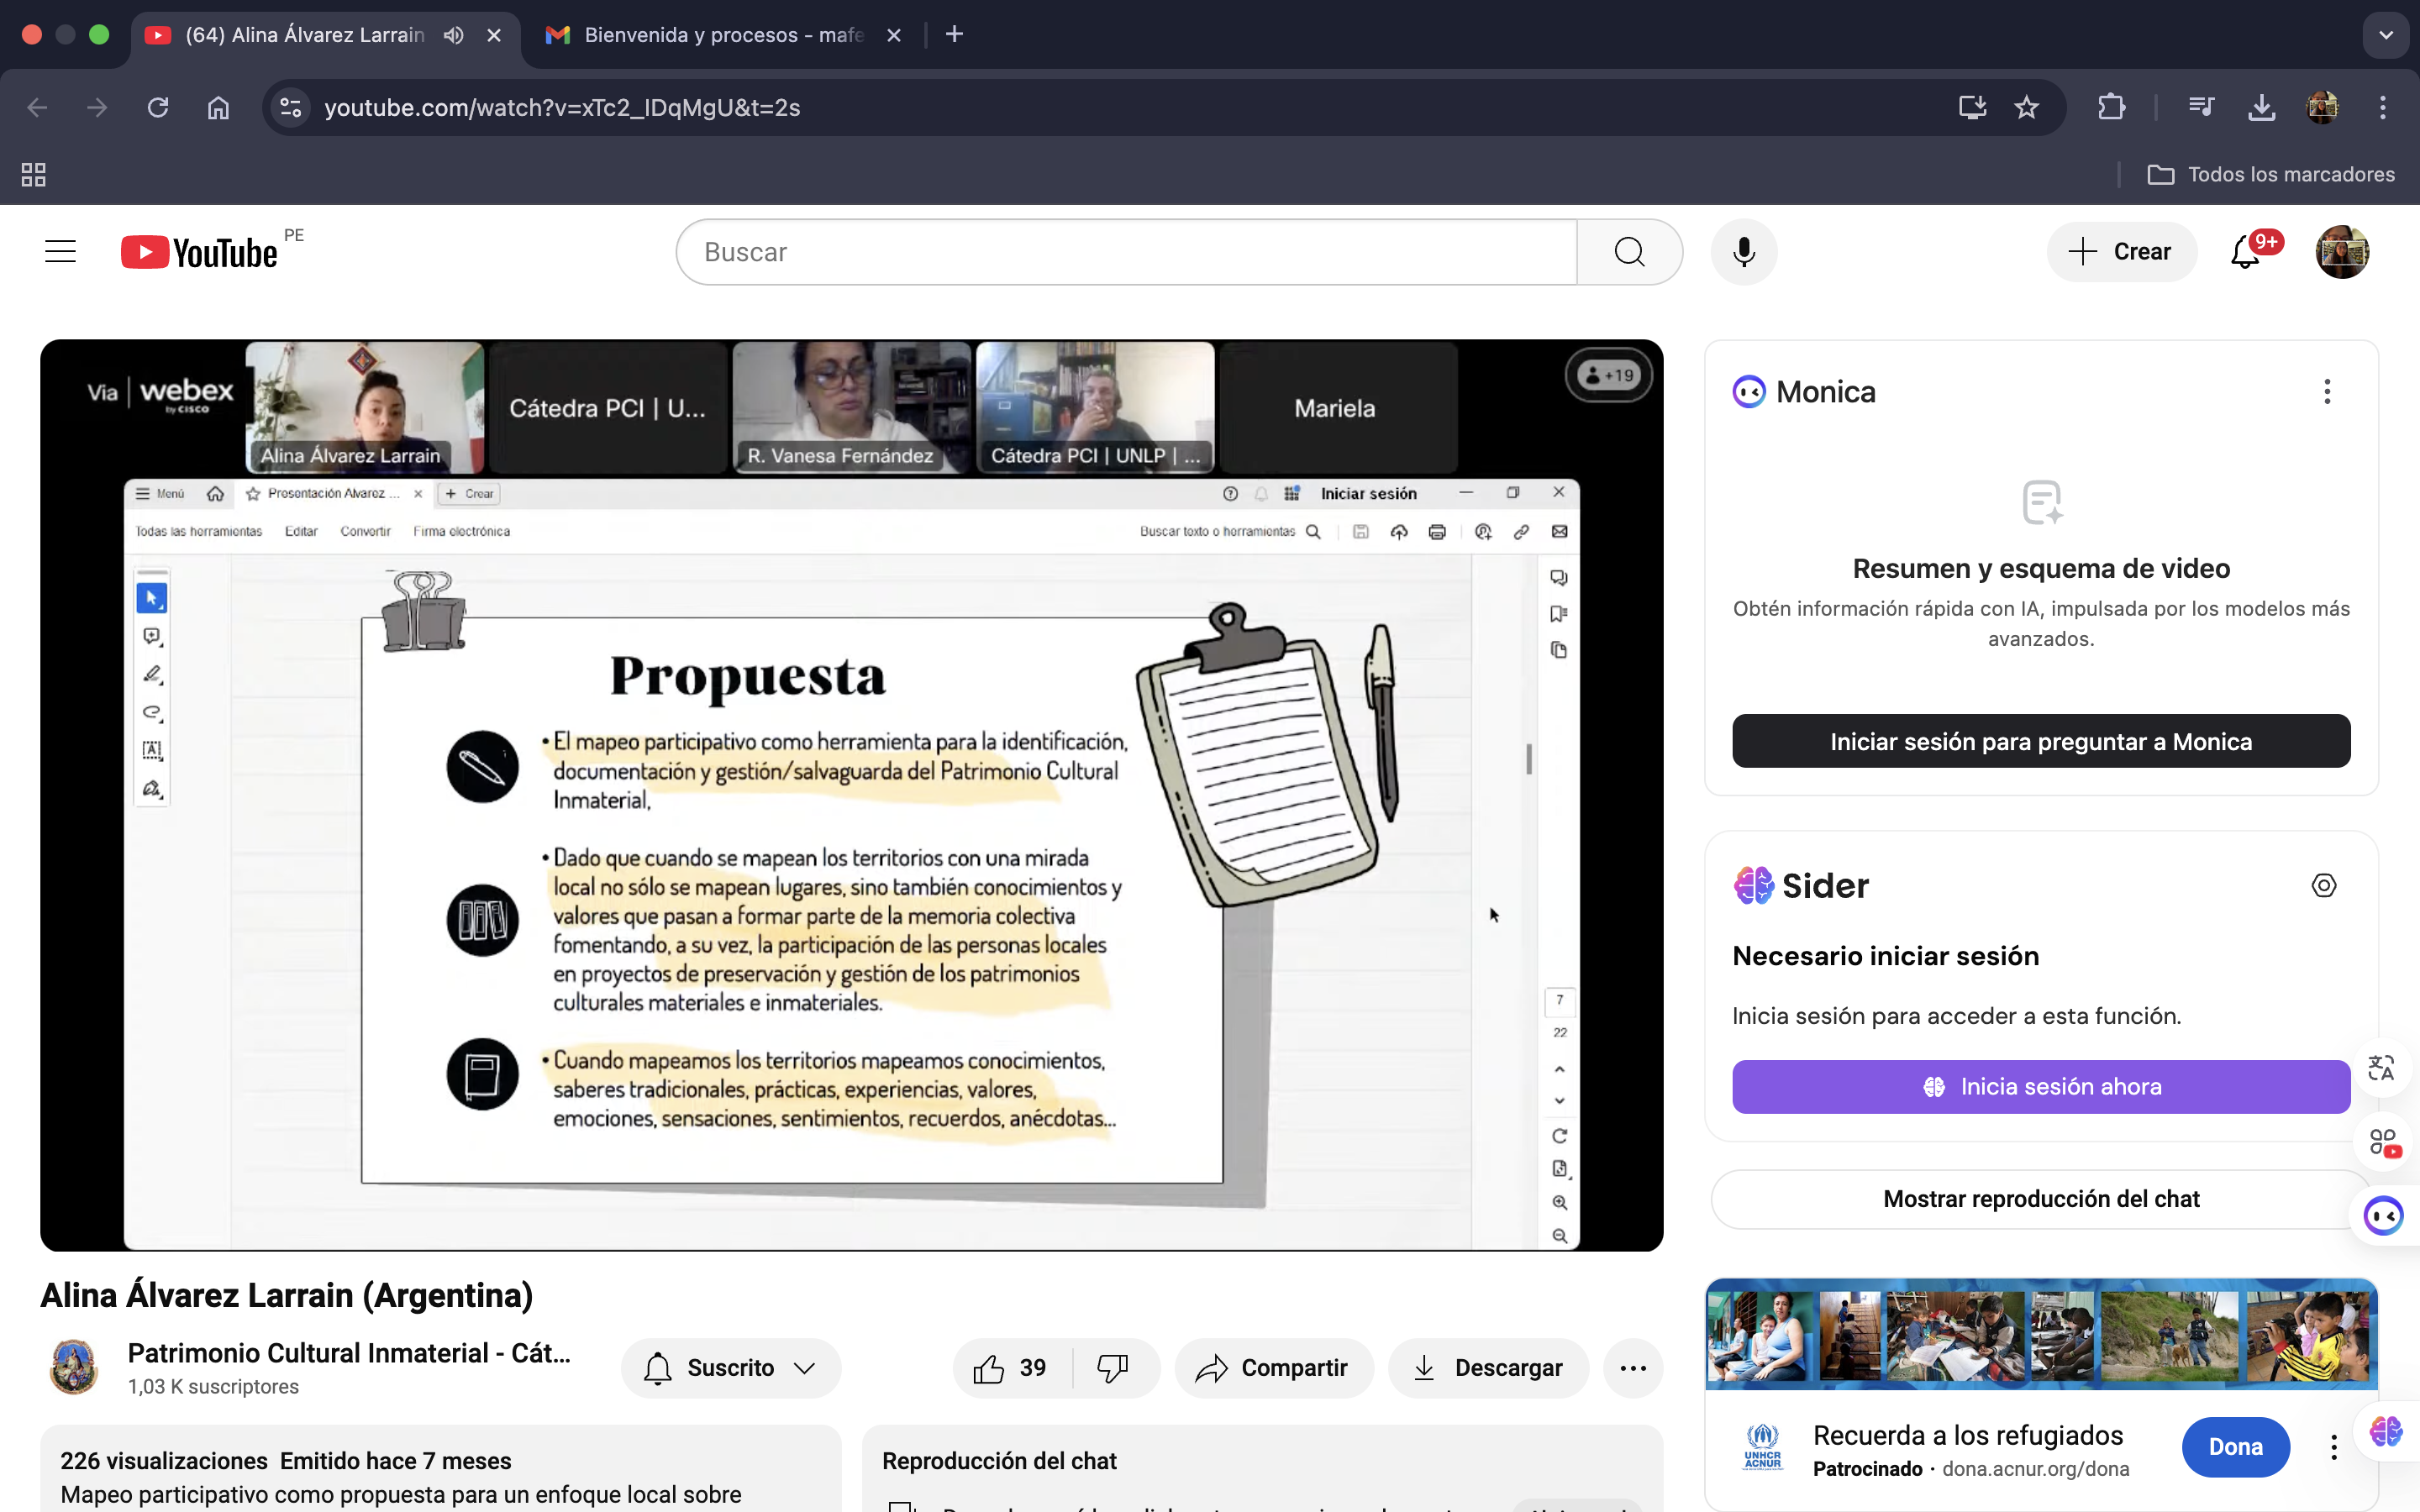 (64) Alina Álvarez Larrain
Bienvenida y procesos - mafe
youtube.com/watch?v=xTc2_IDqMgU&t=2s
Todos los marcadores
YouTube PE
Buscar
Crear
9+
Via webex
by CISCO
Alina Álvarez Larrain
Cátedra PCI | U...
R. Vanesa Fernández
Cátedra PCI | UNLP | ...
Mariela
+19
Menú
Presentación Alvarez ...
Crear
Iniciar sesión
Todas las herramientas Editar Convertir Firma electrónica
Buscar texto o herramientas
Propuesta
• El mapeo participativo como herramienta para la identificación,
documentación y gestión/salvaguarda del Patrimonio Cultural
Inmaterial,
• Dado que cuando se mapean los territorios con una mirada
local no sólo se mapean lugares, sino también conocimientos y
valores que pasan a formar parte de la memoria colectiva
fomentando, a su vez, la participación de las personas locales
en proyectos de preservación y gestión de los patrimonios
culturales materiales e inmateriales.
• Cuando mapeamos los territorios mapeamos conocimientos,
saberes tradicionales, prácticas, experiencias, valores,
emociones, sensaciones, sentimientos, recuerdos, anécdotas...
7
22
Alina Álvarez Larrain (Argentina)
Patrimonio Cultural Inmaterial - Cát...
1,03 K suscriptores
Suscrito
39
Compartir
Descargar
226 visualizaciones Emitido hace 7 meses
Mapeo participativo como propuesta para un enfoque local sobre
Reproducción del chat
Monica
Resumen y esquema de video
Obtén información rápida con IA, impulsada por los modelos más
avanzados.
Iniciar sesión para preguntar a Monica
Sider
Necesario iniciar sesión
Inicia sesión para acceder a esta función.
Inicia sesión ahora
Mostrar reproducción del chat
UNHCR
ACNUR
Recuerda a los refugiados
Patrocinado · dona.acnur.org/dona
Dona